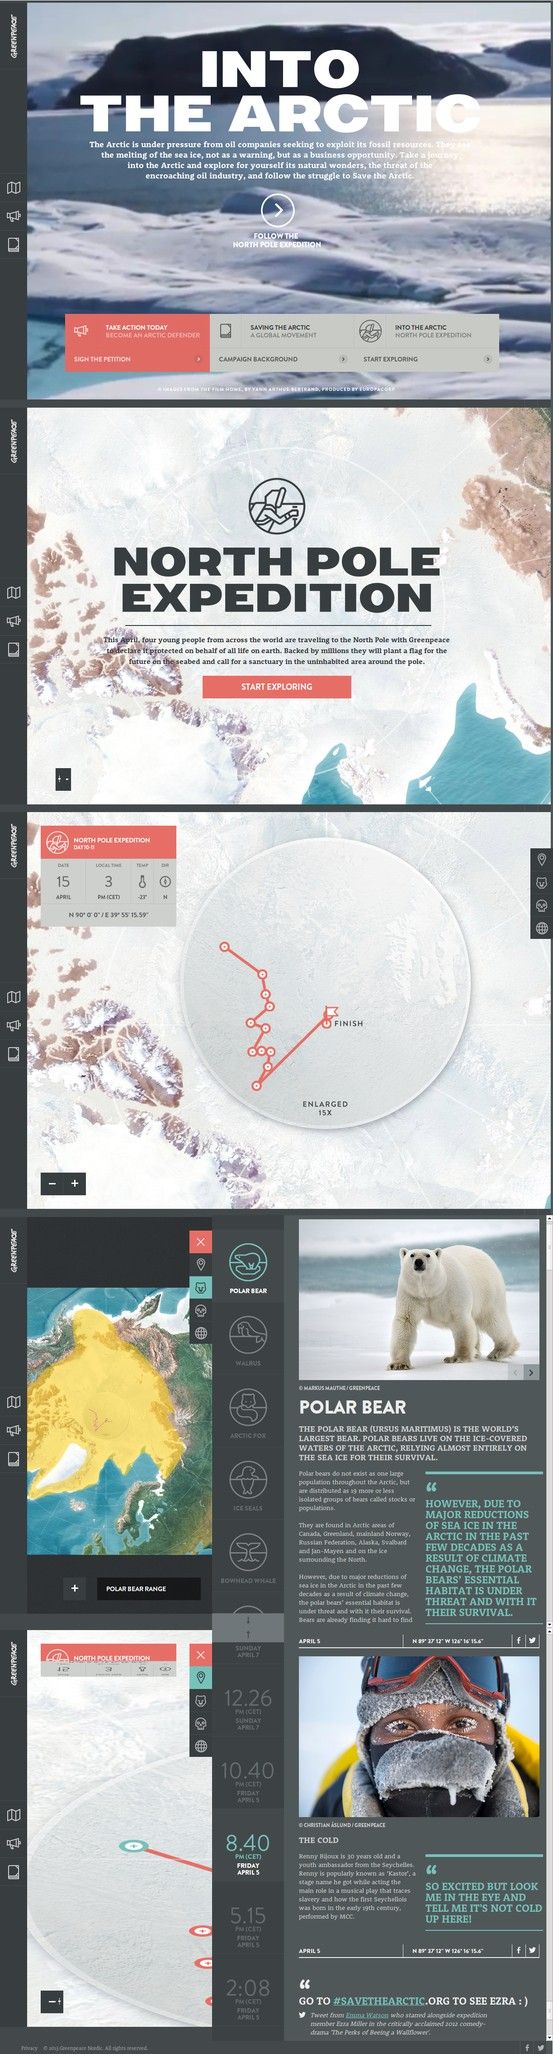 GREENPEACE
INTO
THE ARCTIC
The Arctic is under pressure from oil companies seeking to exploit its fossil resources. They see
the melting of the sea ice, not as a warning, but as a business opportunity. Take a journey
into the Arctic and explore for yourself its natural wonders, the threat of the
encroaching oil industry, and follow the struggle to Save the Arctic.
FOLLOW THE
NORTH POLE EXPEDITION
TAKE ACTION TODAY
BECOME AN ARCTIC DEFENDER
SIGN THE PETITION
SAVING THE ARCTIC
A GLOBAL MOVEMENT
CAMPAIGN BACKGROUND
INTO THE ARCTIC
NORTH POLE EXPEDITION
START EXPLORING
© IMAGES FROM THE FILM HOME, BY YANN ARTHUS-BERTRAND, PRODUCED BY EUROPACORP
GREENPEACE
NORTH POLE
EXPEDITION
This April, four young people from across the world are traveling to the North Pole with Greenpeace
to declare it protected on behalf of all life on earth. Backed by millions they will plant a flag for the
future on the seabed and call for a sanctuary in the uninhabited area around the pole.
START EXPLORING
GREENPEACE
NORTH POLE EXPEDITION
DAY 10-11
DATE LOCAL TIME TEMP DIR
15 3
APRIL PM (CET) -23° N
N 90° 0' 0" / E 39° 55' 15.59"
FINISH
ENLARGED
15X
GREENPEACE
POLAR BEAR RANGE
POLAR BEAR
WALRUS
ARCTIC FOX
ICE SEALS
BOWHEAD WHALE
© MARKUS MAUTHE / GREENPEACE
POLAR BEAR
THE POLAR BEAR (URSUS MARITIMUS) IS THE WORLD'S
LARGEST BEAR. POLAR BEARS LIVE ON THE ICE-COVERED
WATERS OF THE ARCTIC, RELYING ALMOST ENTIRELY ON
THE SEA ICE FOR THEIR SURVIVAL.
Polar bears do not exist as one large
population throughout the Arctic, but
are distributed as 19 more or less
isolated groups of bears called stocks or
populations.
They are found in Arctic areas of
Canada, Greenland, mainland Norway,
Russian Federation, Alaska, Svalbard
and Jan-Mayen and on the ice
surrounding the North.
However, due to major reductions of
sea ice in the Arctic in the past few
decades as a result of climate change,
the polar bears' essential habitat is
under threat and with it their survival.
Bears are already finding it hard to find
“
HOWEVER, DUE TO
MAJOR REDUCTIONS
OF SEA ICE IN THE
ARCTIC IN THE PAST
FEW DECADES AS A
RESULT OF CLIMATE
CHANGE, THE POLAR
BEARS' ESSENTIAL
HABITAT IS UNDER
THREAT AND WITH IT
THEIR SURVIVAL.
GREENPEACE
NORTH POLE EXPEDITION
SUNDAY
APRIL 7
12.26
PM (CET)
SUNDAY
APRIL 7
10.40
PM (CET)
FRIDAY
APRIL 5
8.40
PM (CET)
FRIDAY
APRIL 5
5.15
PM (CET)
FRIDAY
APRIL 5
2:08
PM (CET)
FRIDAY
APRIL 5
APRIL 5 N 89° 37' 12" W 126° 16' 15.6"
© CHRISTIAN ÅSLUND / GREENPEACE
THE COLD
Kenny Bijoux is 30 years old and a
youth ambassador from the Seychelles.
Kenny is popularly known as 'Kastor', a
stage name he got while acting the
main role in a musical play that traces
slavery and how the first Seychellois
was born in the early 19th century,
performed by MCC.
“
SO EXCITED BUT LOOK
ME IN THE EYE AND
TELL ME IT'S NOT COLD
UP HERE!
APRIL 5 N 89° 37' 12" W 126° 16' 15.6"
“
GO TO #SAVETHEARCTIC.ORG TO SEE EZRA : )
Tweet from Emma Watson who starred alongside expedition
member Ezra Miller in the critically acclaimed 2012 comedy-
drama 'The Perks of Beeing a Wallflower'.
Privacy © 2013 Greenpeace Nordic. All rights reserved.